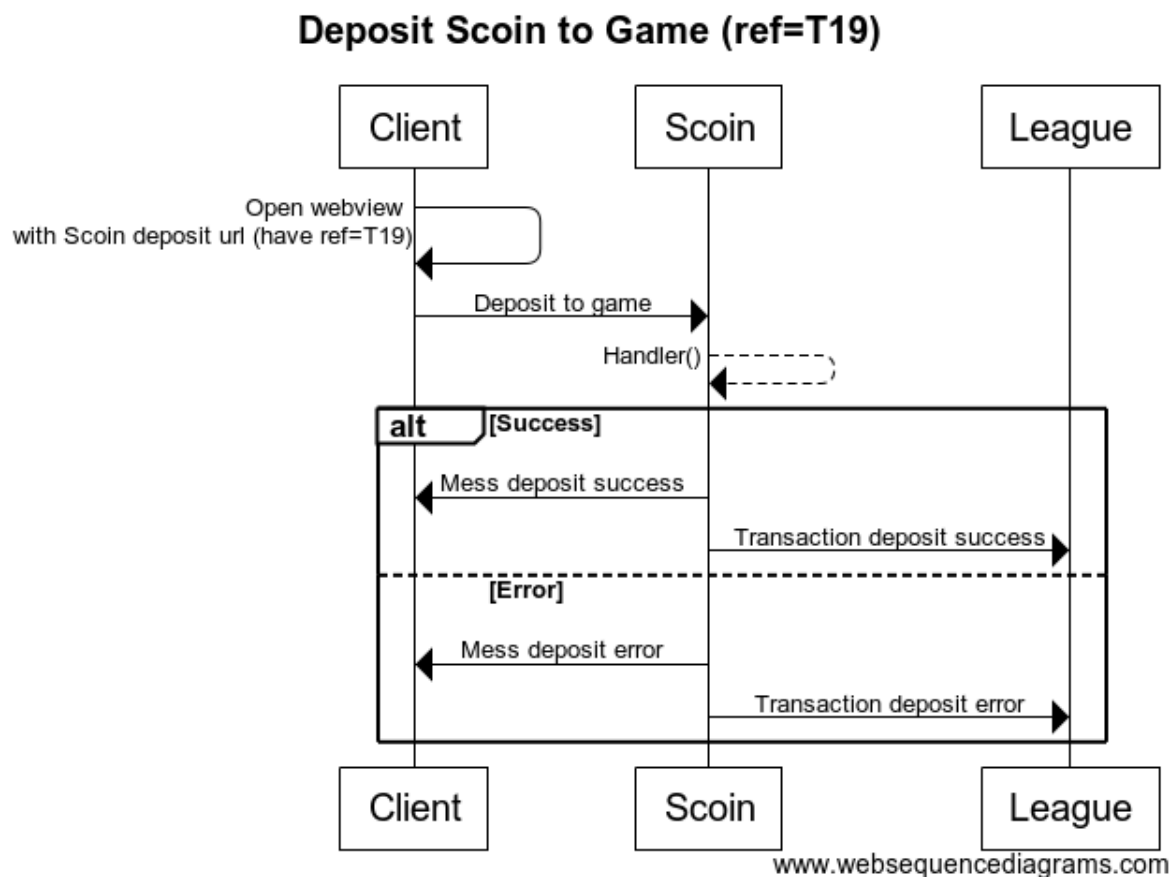 Deposit Scoin to Game (ref=T19)
Client
Scoin
League
Open webview
with Scoin deposit url (have ref=T19)
Deposit to game
Handler()
alt
[Success]
Mess deposit success
Transaction deposit success
[Error]
Mess deposit error
Transaction deposit error
Client
Scoin
League
www.websequencediagrams.com